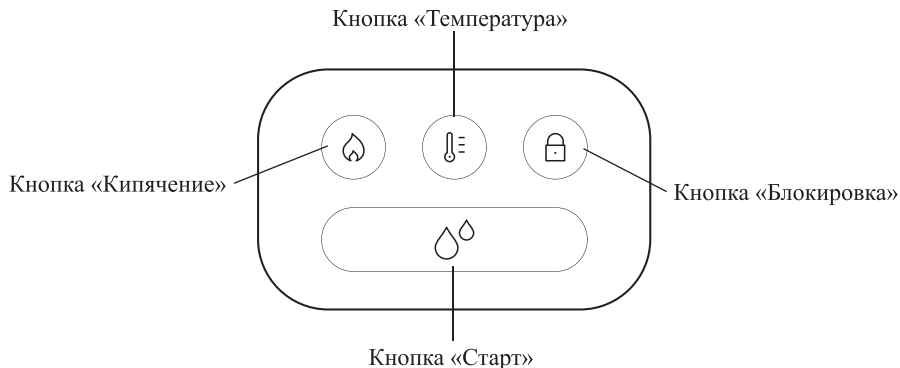 Кнопка «Температура»
Кнопка «Кипячение»
Кнопка «Блокировка»
Кнопка «Старт»